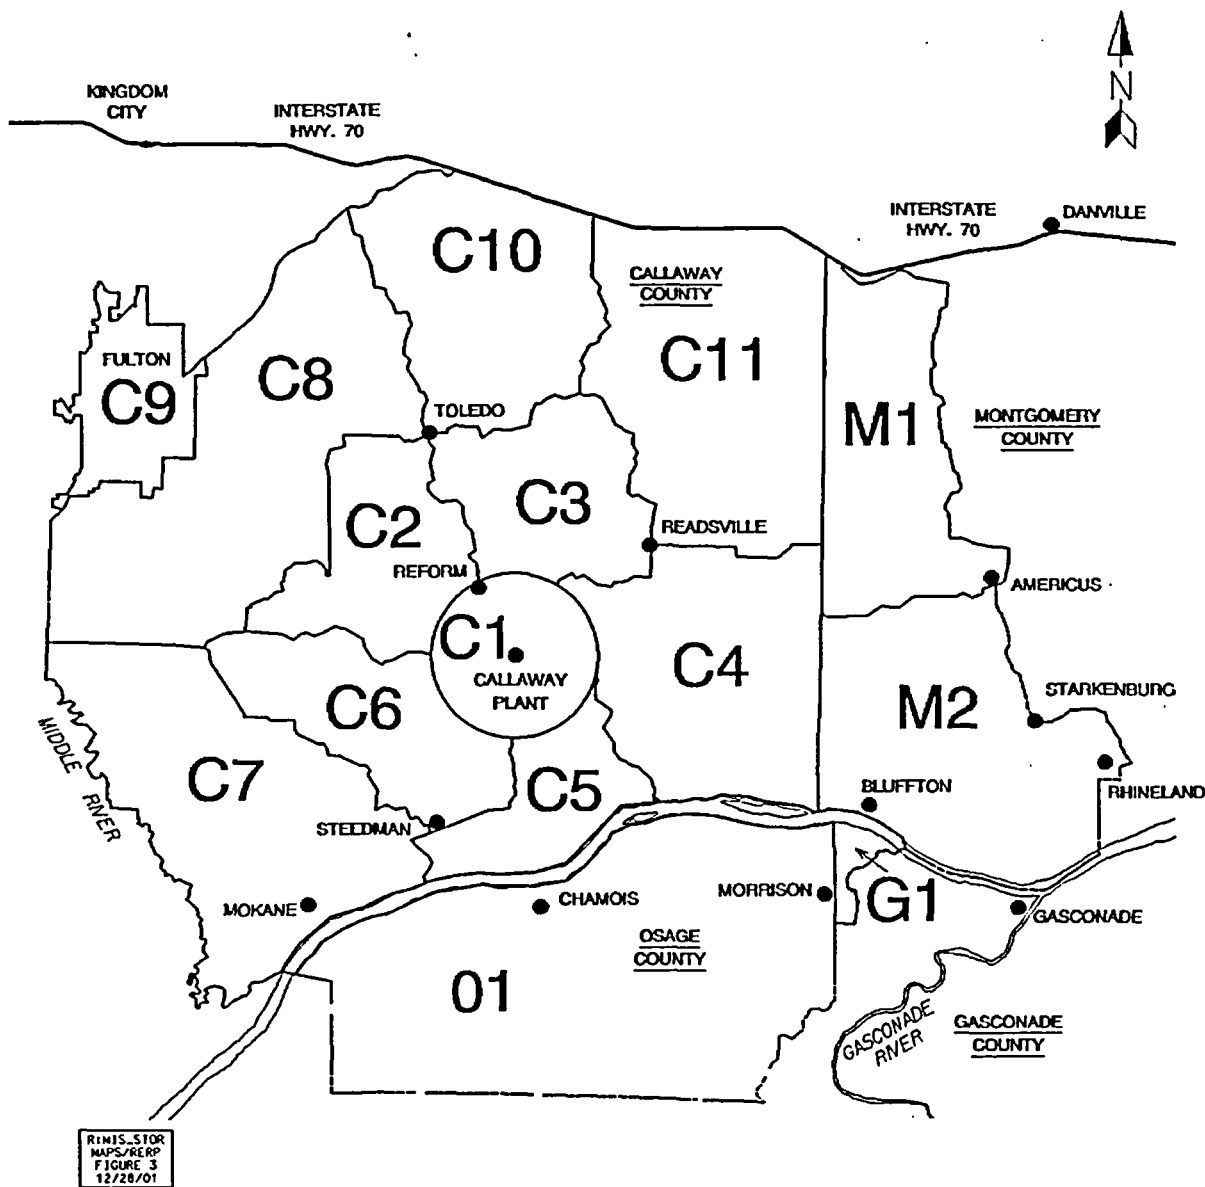 N
KINGDOM
CITY
INTERSTATE
HWY. 70
INTERSTATE
HWY. 70
DANVILLE
C10
CALLAWAY
COUNTY
C11
FULTON
C9
C8
TOLEDO
M1
MONTGOMERY
COUNTY
C2
C3
READSVILLE
REFORM
AMERICUS
C1
CALLAWAY
PLANT
C4
C6
M2
STARKENBURG
MIDDLE RIVER
C7
C5
BLUFFTON
RHINELAND
STEEDMAN
MOKANE
CHAMOIS
MORRISON
G1
GASCONADE
OSAGE
COUNTY
01
GASCONADE
RIVER
GASCONADE
COUNTY
RIMIS_STOR
MAPS/RERP
FIGURE 3
12/28/01